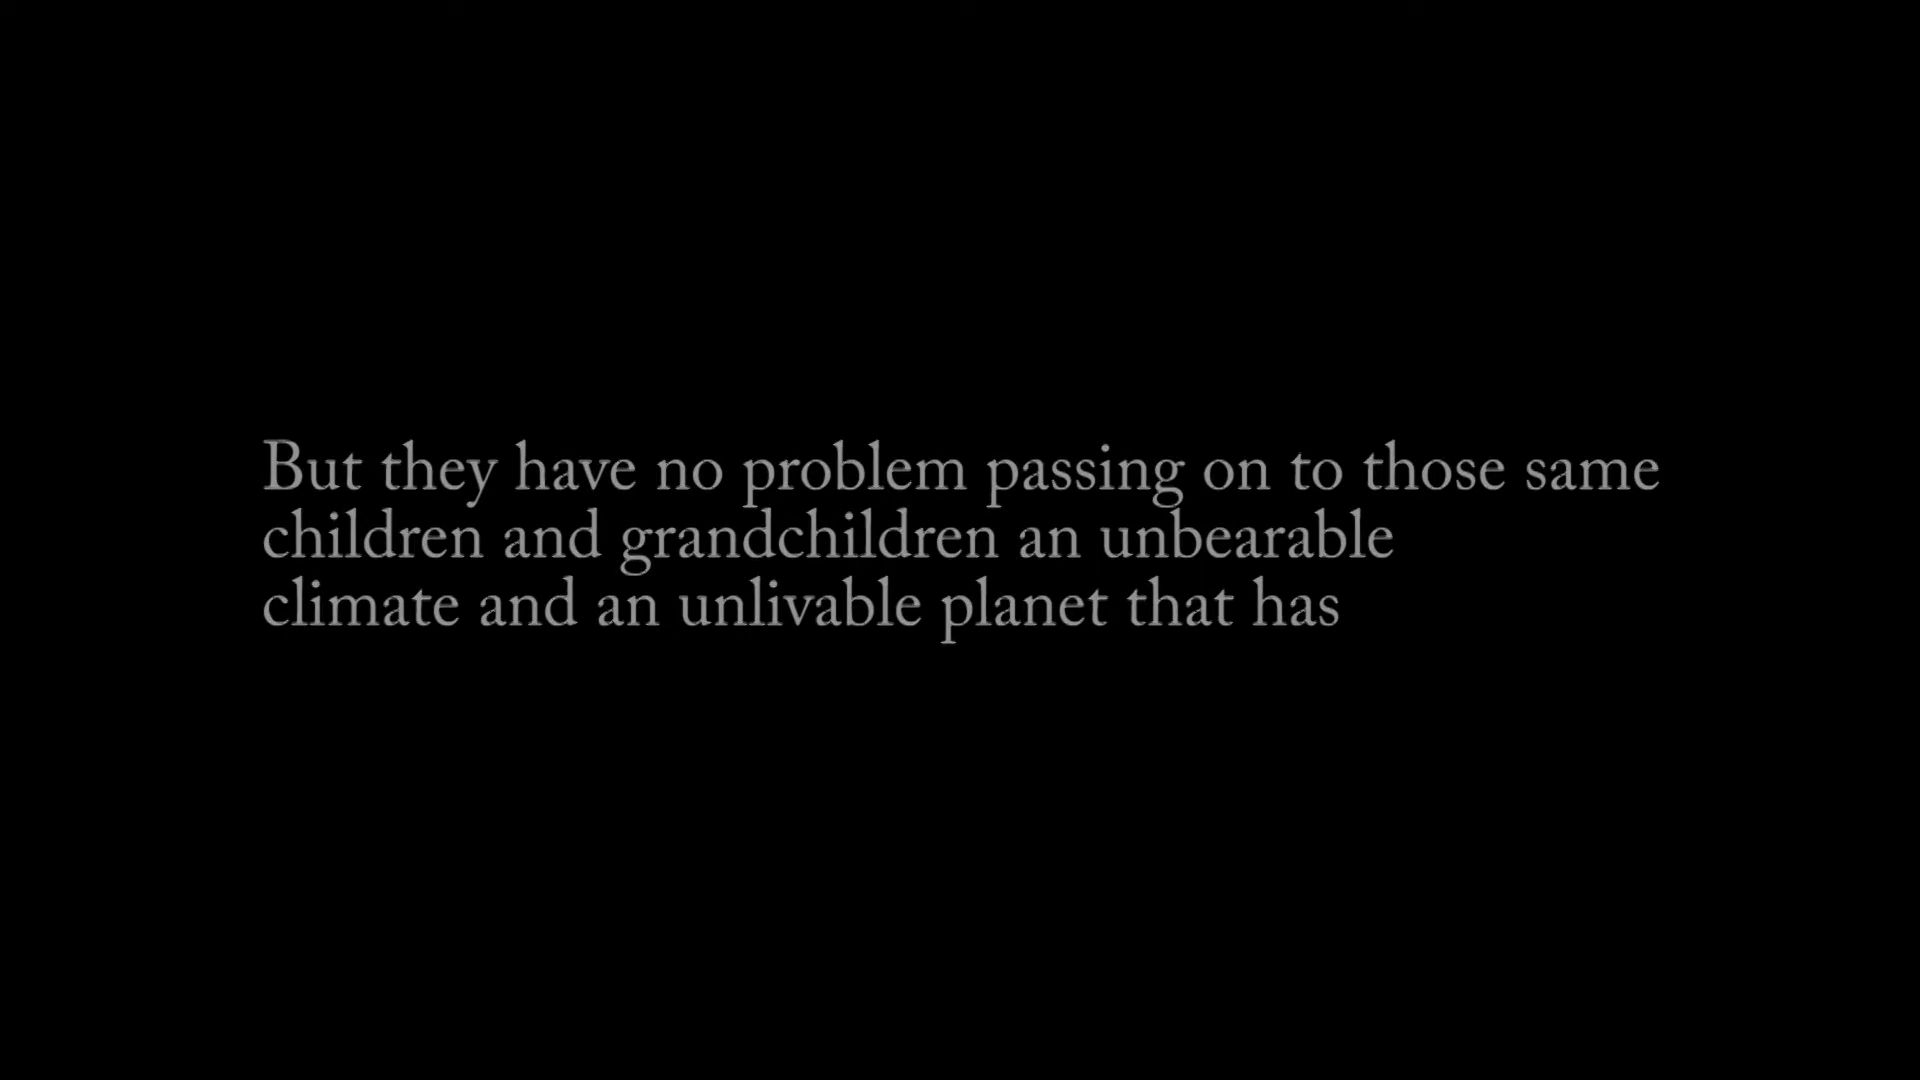 But they have no problem passing on to those same
children and grandchildren an unbearable
climate and an unlivable planet that has